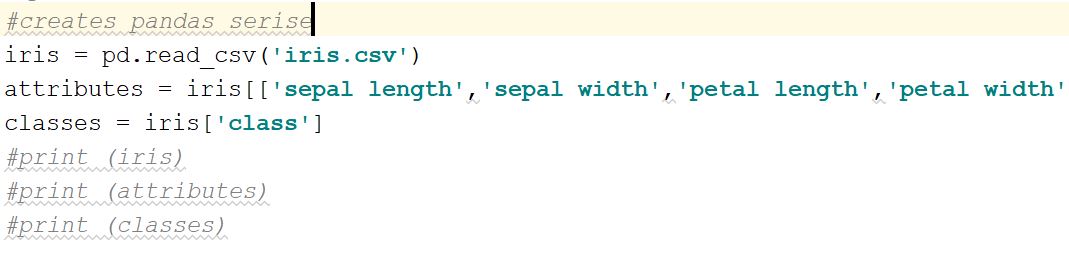 #creates pandas serise
iris = pd.read_csv('iris.csv')
attributes = iris[['sepal length','sepal width','petal length','petal width'
classes = iris['class']
#print (iris)
#print (attributes)
#print (classes)